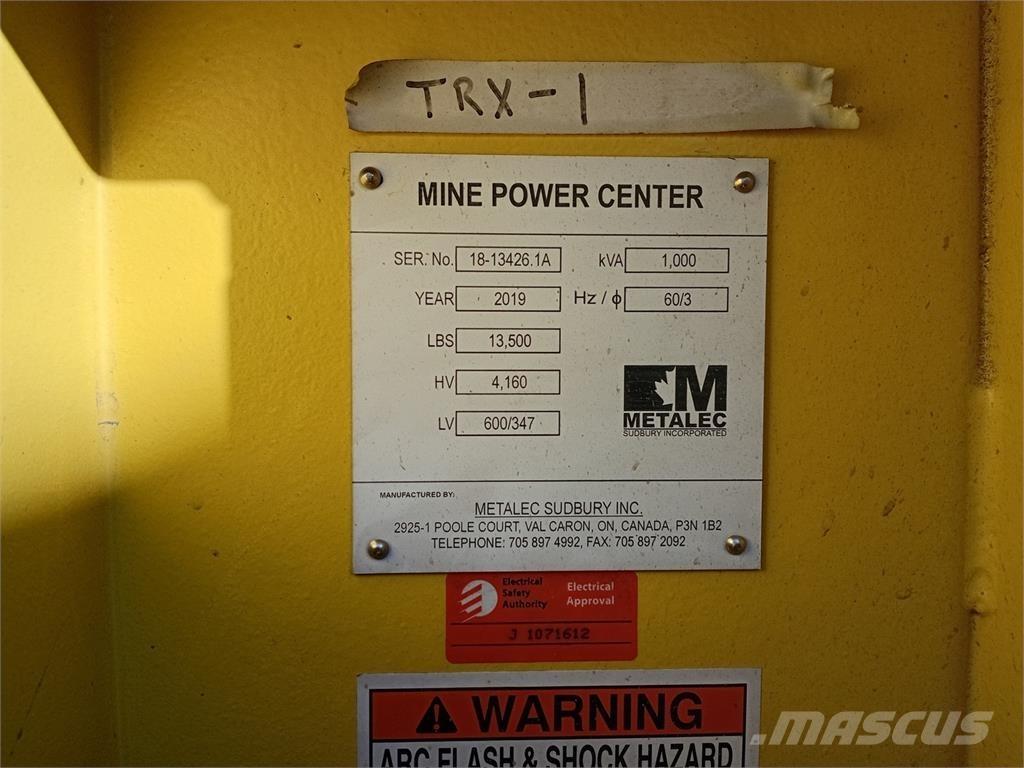 TRX-1
MINE POWER CENTER
SER. No. 18-13426.1A kVA 1,000
YEAR 2019 Hz / ϕ 60/3
LBS 13,500
HV 4,160
LV 600/347
M
METALEC
SUDBURY INCORPORATED
MANUFACTURED BY:
METALEC SUDBURY INC.
2925-1 POOLE COURT, VAL CARON, ON, CANADA, P3N 1B2
TELEPHONE: 705 897 4992, FAX: 705 897 2092
Electrical Safety Authority
Electrical Approval
J 1071612
WARNING
ARC FLASH & SHOCK HAZARD
MASCUS